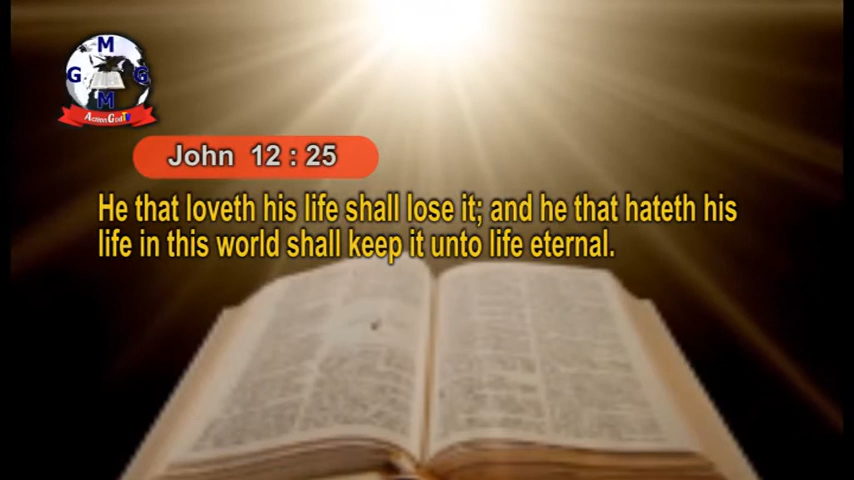 M
G G
M
John 12 : 25
He that loveth his life shall lose it; and he that hateth his
life in this world shall keep it unto life eternal.